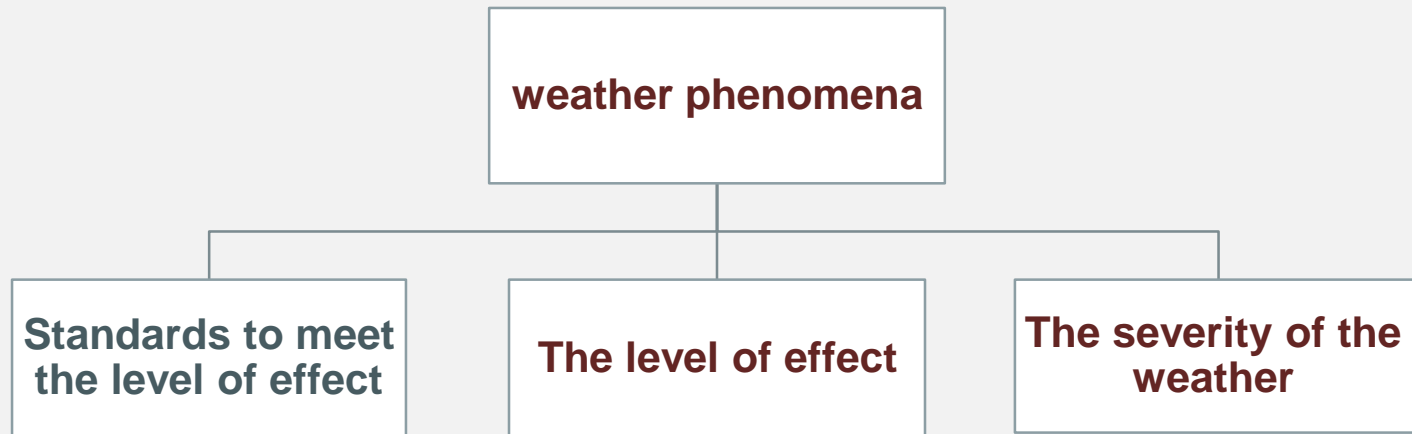 weather phenomena
Standards to meet
the level of effect
The level of effect
The severity of the
weather